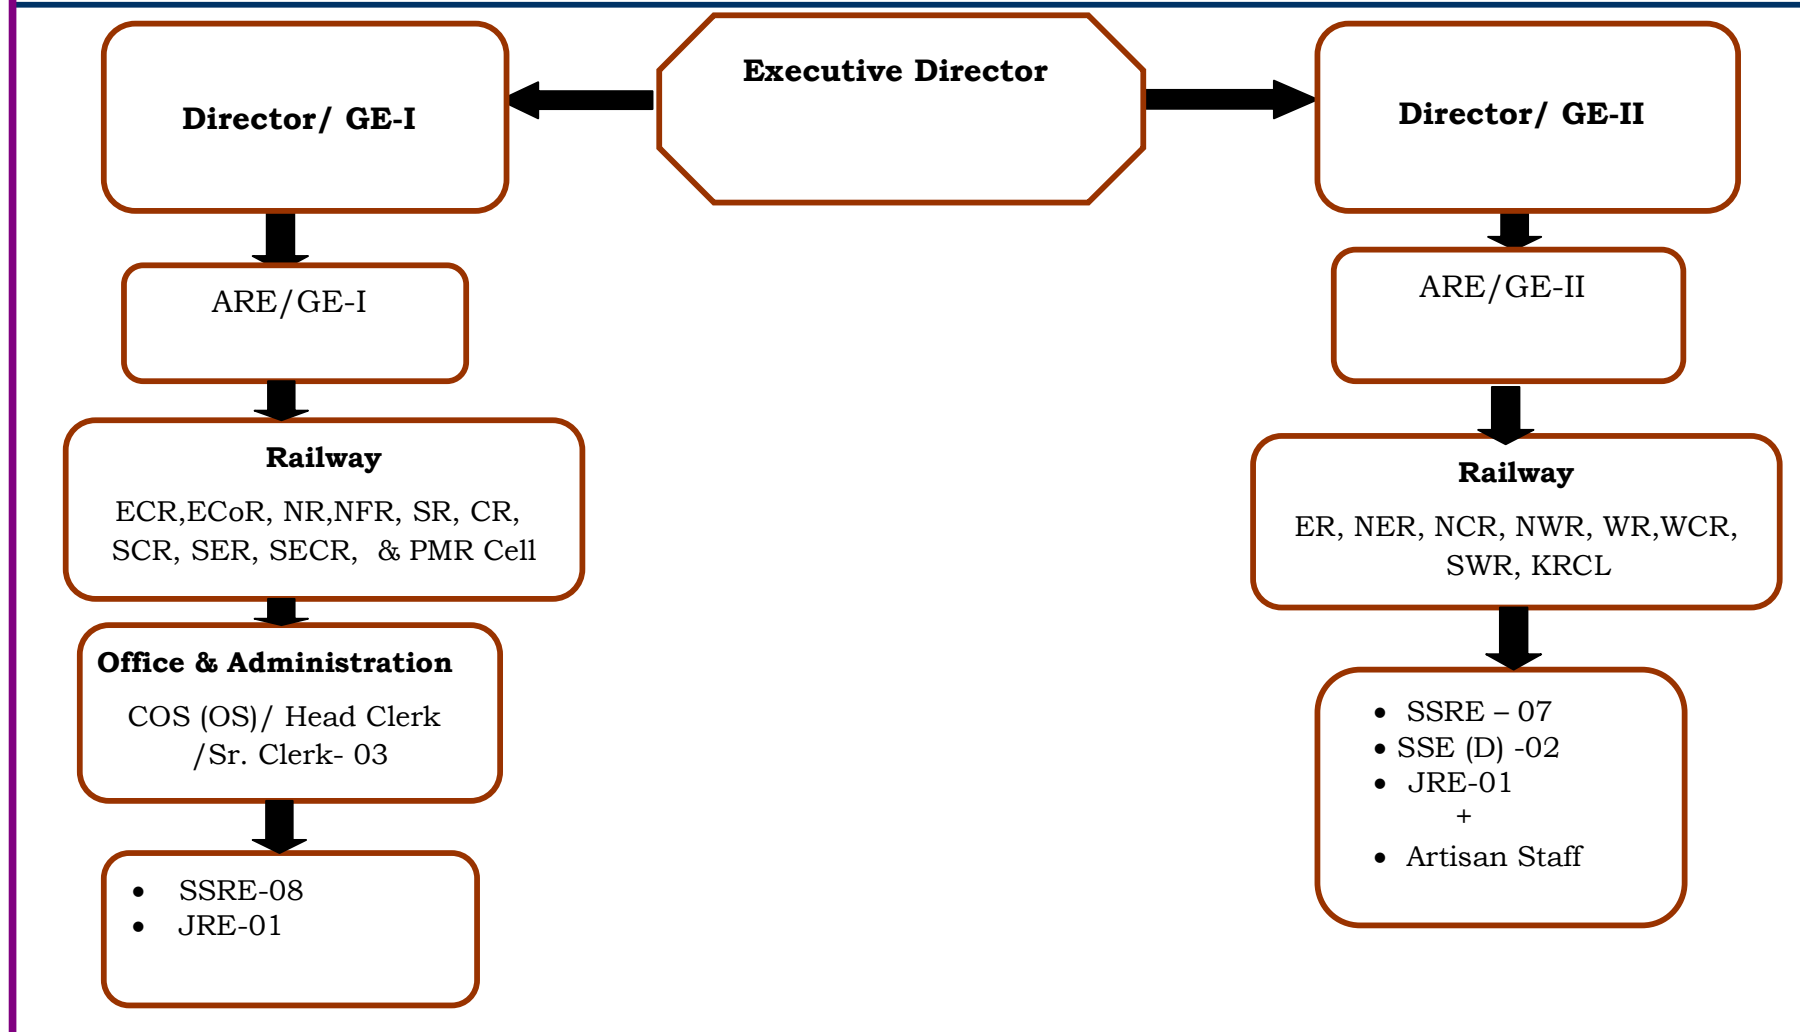 Executive Director
Director/ GE-I
Director/ GE-II
ARE/GE-I
ARE/GE-II
Railway
ECR,ECoR, NR,NFR, SR, CR,
SCR, SER, SECR, & PMR Cell
Railway
ER, NER, NCR, NWR, WR,WCR,
SWR, KRCL
Office & Administration
COS (OS)/ Head Clerk
/Sr. Clerk- 03
• SSRE – 07
• SSE (D) -02
• JRE-01
+
• Artisan Staff
• SSRE-08
• JRE-01